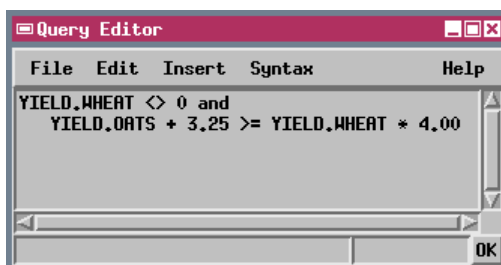 Query Editor
File Edit Insert Syntax Help
YIELD.WHEAT <> 0 and
YIELD.OATS + 3.25 >= YIELD.WHEAT * 4.00
OK